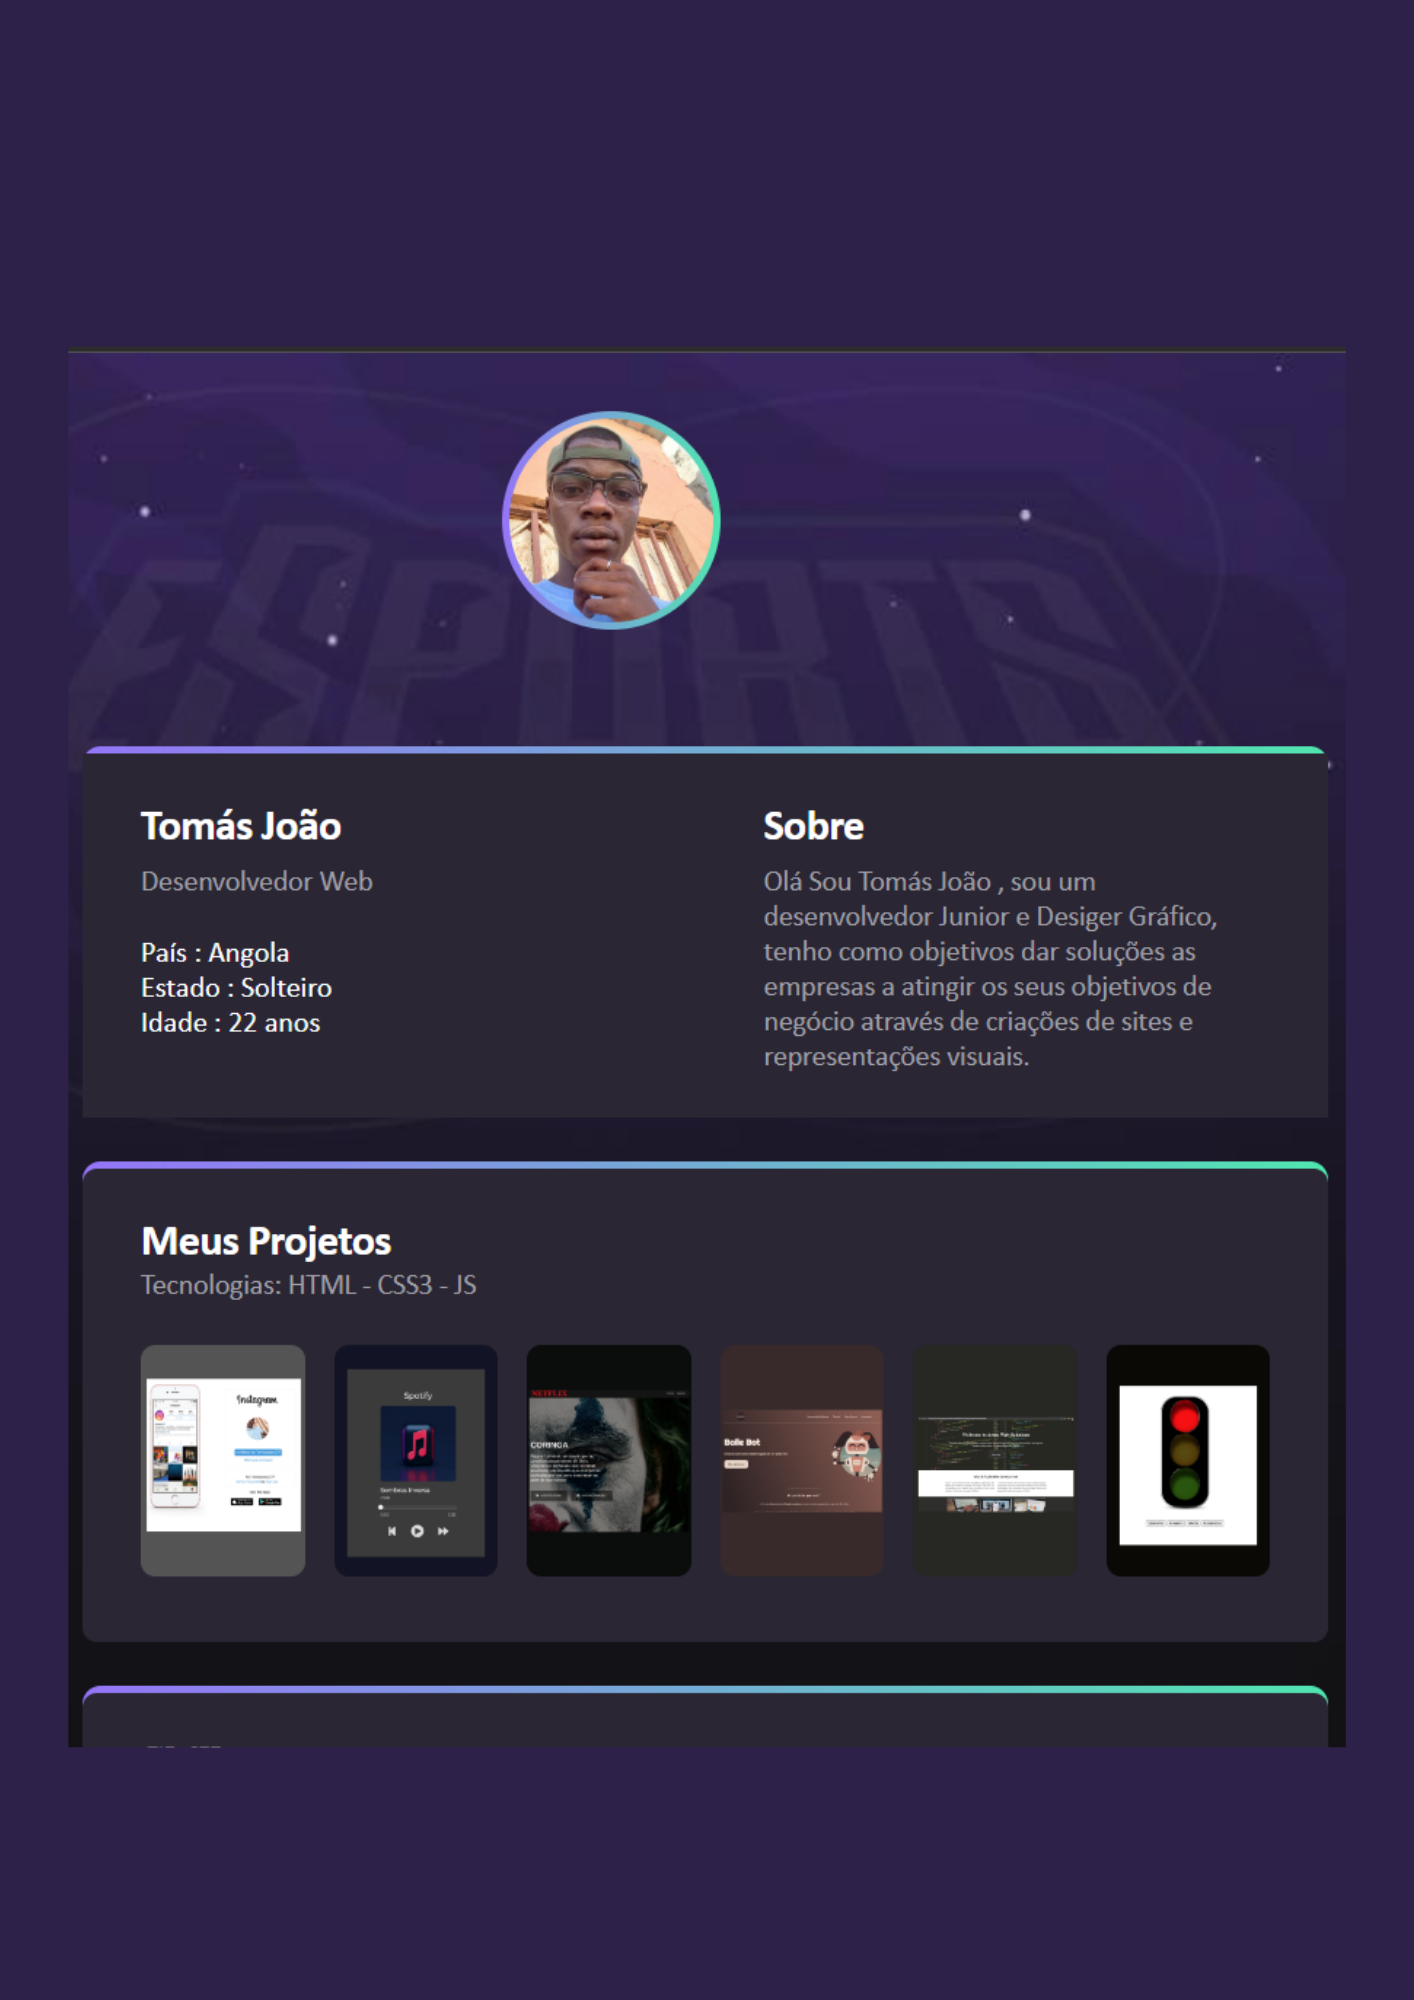 ESPORTS
Tomás João
Desenvolvedor Web
País : Angola
Estado : Solteiro
Idade : 22 anos
Sobre
Olá Sou Tomás João , sou um
desenvolvedor Junior e Desiger Gráfico,
tenho como objetivos dar soluções as
empresas a atingir os seus objetivos de
negócio através de criações de sites e
representações visuais.
Meus Projetos
Tecnologias: HTML - CSS3 - JS
Instagram
Spotify
NETFLIX
CORINGA
Bolle Bot